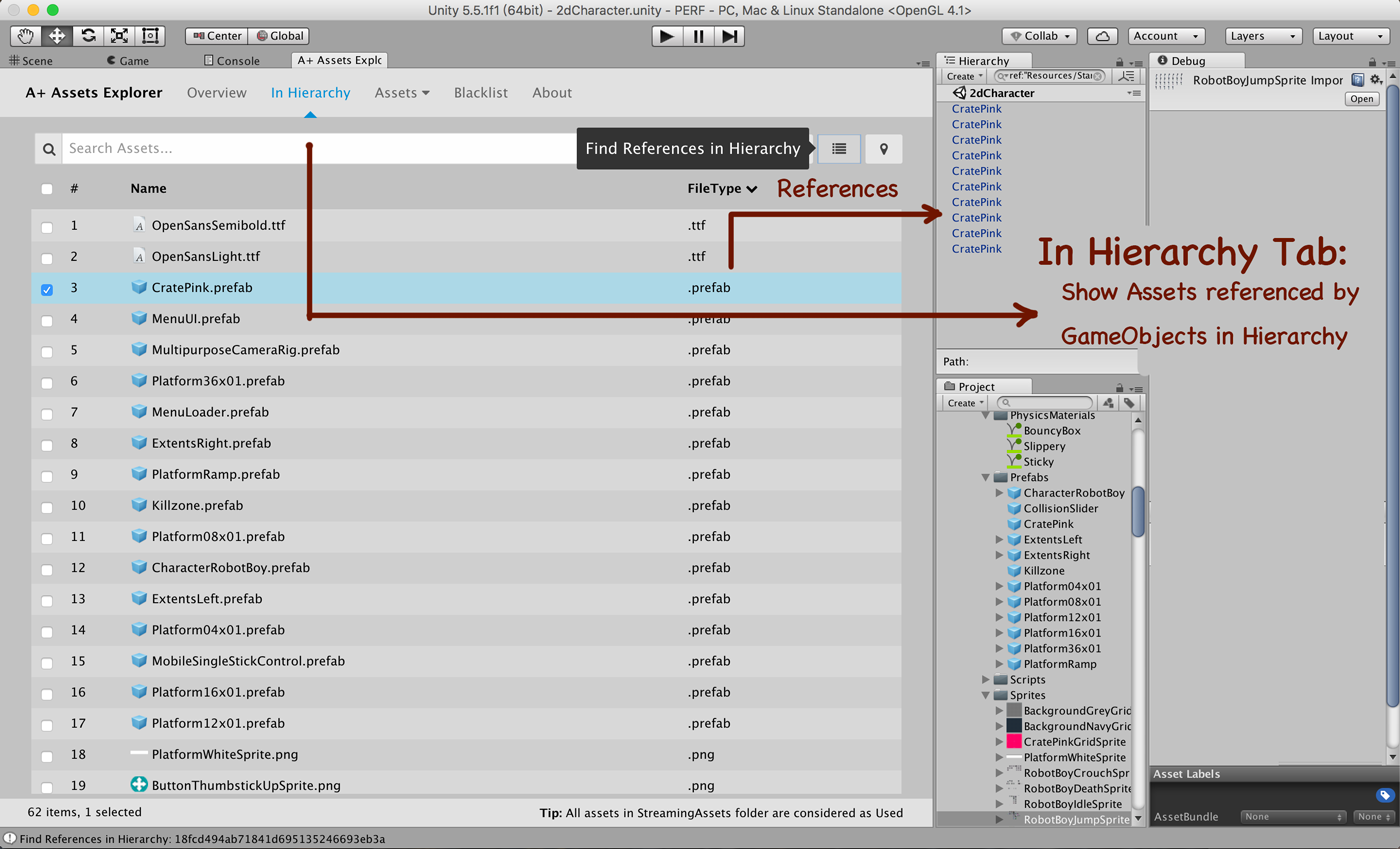 Unity 5.5.1f1 (64bit) - 2dCharacter.unity - PERF - PC, Mac & Linux Standalone <OpenGL 4.1>
Center Global Collab Account Layers Layout
Scene Game Console A+ Assets Explc
A+ Assets Explorer Overview In Hierarchy Assets Blacklist About
Search Assets...
Find References in Hierarchy
# Name FileType
References
1 OpenSansSemibold.ttf .ttf
2 OpenSansLight.ttf .ttf
3 CratePink.prefab .prefab
4 MenuUI.prefab .prefab
5 MultipurposeCameraRig.prefab .prefab
6 Platform36x01.prefab .prefab
7 MenuLoader.prefab .prefab
8 ExtentsRight.prefab .prefab
9 PlatformRamp.prefab .prefab
10 Killzone.prefab .prefab
11 Platform08x01.prefab .prefab
12 CharacterRobotBoy.prefab .prefab
13 ExtentsLeft.prefab .prefab
14 Platform04x01.prefab .prefab
15 MobileSingleStickControl.prefab .prefab
16 Platform16x01.prefab .prefab
17 Platform12x01.prefab .prefab
18 PlatformWhiteSprite.png .png
19 ButtonThumbstickUpSprite.png .png
62 items, 1 selected
Tip: All assets in StreamingAssets folder are considered as Used
Find References in Hierarchy: 18fcd494ab71841d695135246693eb3a
Hierarchy
Create ref:"Resources/Sta
2dCharacter
CratePink
CratePink
CratePink
CratePink
CratePink
CratePink
CratePink
CratePink
CratePink
CratePink
In Hierarchy Tab:
Show Assets referenced by
GameObjects in Hierarchy
Path:
Project
Create
PhysicsMaterials
BouncyBox
Slippery
Sticky
Prefabs
CharacterRobotBoy
CollisionSlider
CratePink
ExtentsLeft
ExtentsRight
Killzone
Platform04x01
Platform08x01
Platform12x01
Platform16x01
Platform36x01
PlatformRamp
Scripts
Sprites
BackgroundGreyGrid
BackgroundNavyGrid
CratePinkGridSprite
PlatformWhiteSprite
RobotBoyCrouchSpr
RobotBoyDeathSprite
RobotBoyIdleSprite
RobotBoyJumpSprite
Debug
RobotBoyJumpSprite Impor
Open
Asset Labels
AssetBundle None None